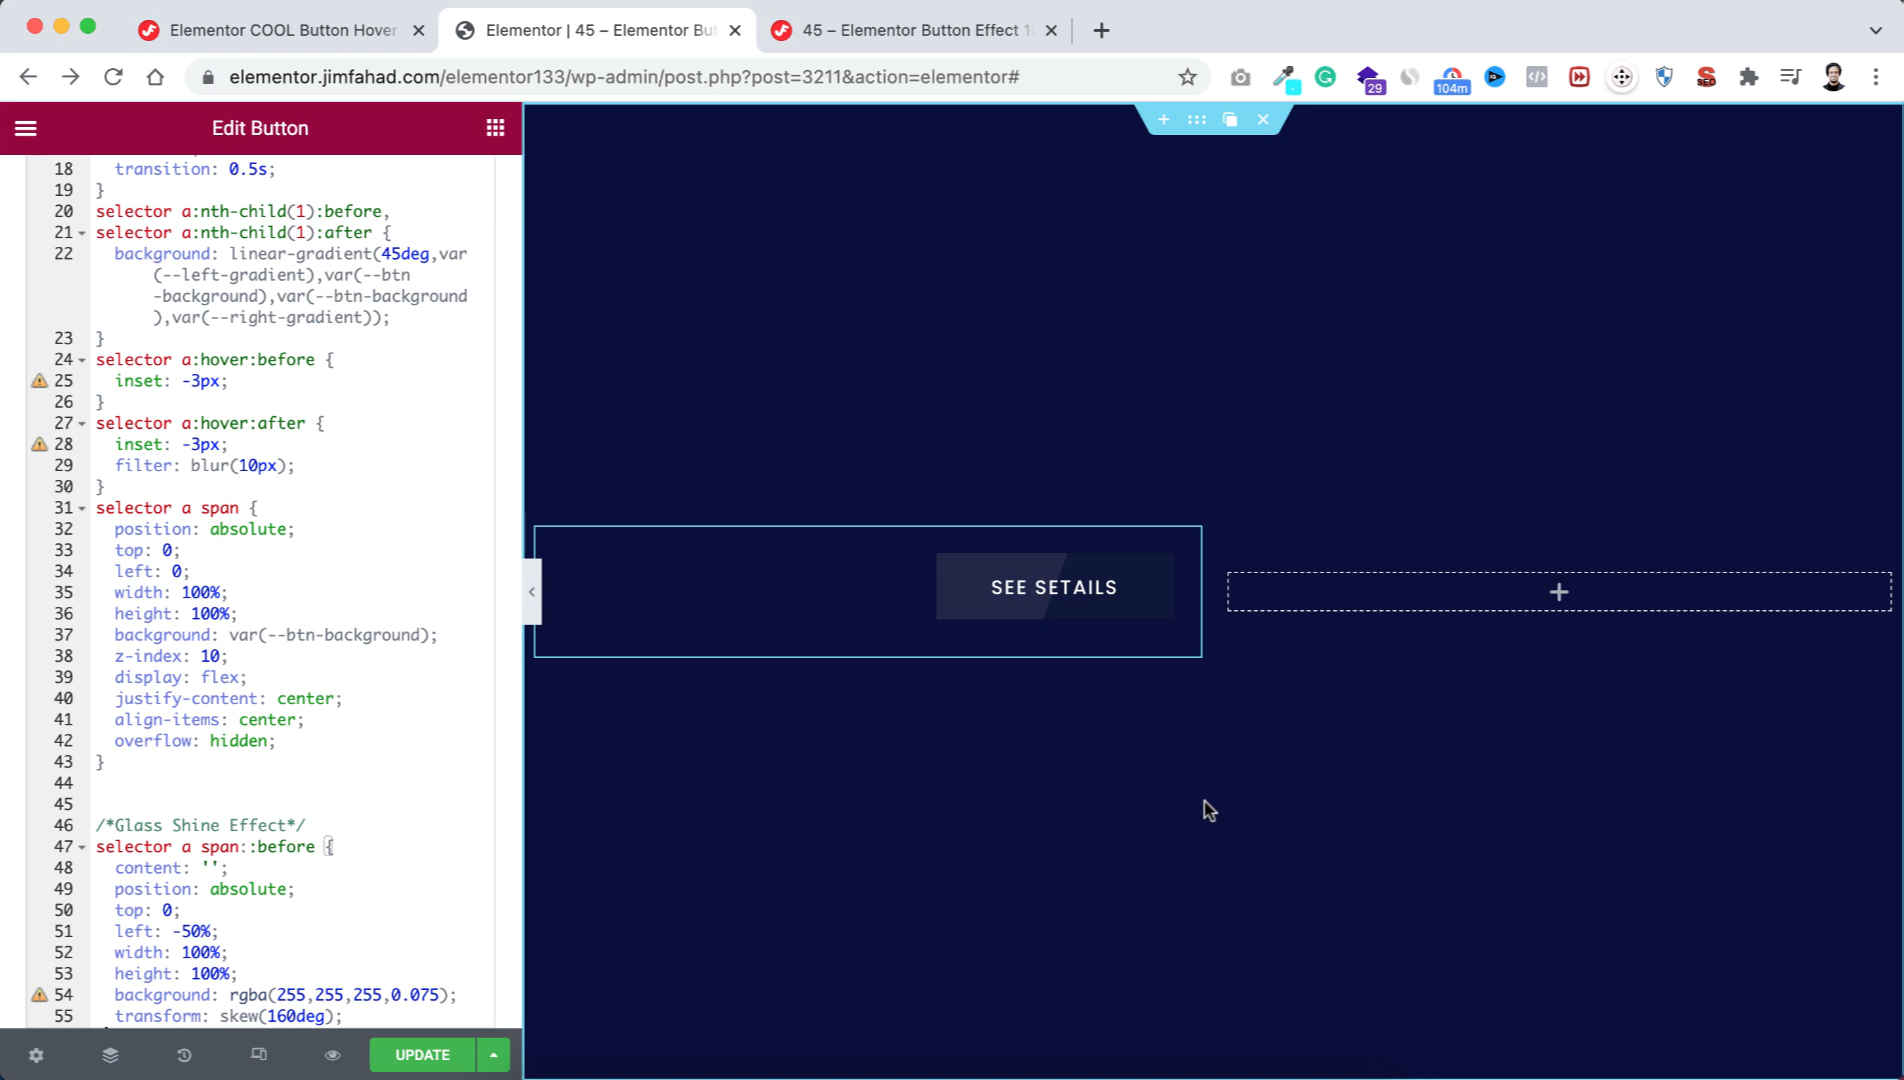 Elementor COOL Button Hover
Elementor | 45 – Elementor But
45 – Elementor Button Effect 1
elementor.jimfahad.com/elementor133/wp-admin/post.php?post=3211&action=elementor#
29
104m
SEO
Edit Button
18 transition: 0.5s;
19 }
20 selector a:nth-child(1):before,
21 selector a:nth-child(1):after {
22 background: linear-gradient(45deg,var
(--left-gradient),var(--btn
-background),var(--btn-background
),var(--right-gradient));
23 }
24 selector a:hover:before {
25 inset: -3px;
26 }
27 selector a:hover:after {
28 inset: -3px;
29 filter: blur(10px);
30 }
31 selector a span {
32 position: absolute;
33 top: 0;
34 left: 0;
35 width: 100%;
36 height: 100%;
37 background: var(--btn-background);
38 z-index: 10;
39 display: flex;
40 justify-content: center;
41 align-items: center;
42 overflow: hidden;
43 }
44
45
46 /*Glass Shine Effect*/
47 selector a span::before {
48 content: '';
49 position: absolute;
50 top: 0;
51 left: -50%;
52 width: 100%;
53 height: 100%;
54 background: rgba(255,255,255,0.075);
55 transform: skew(160deg);
UPDATE
SEE SETAILS